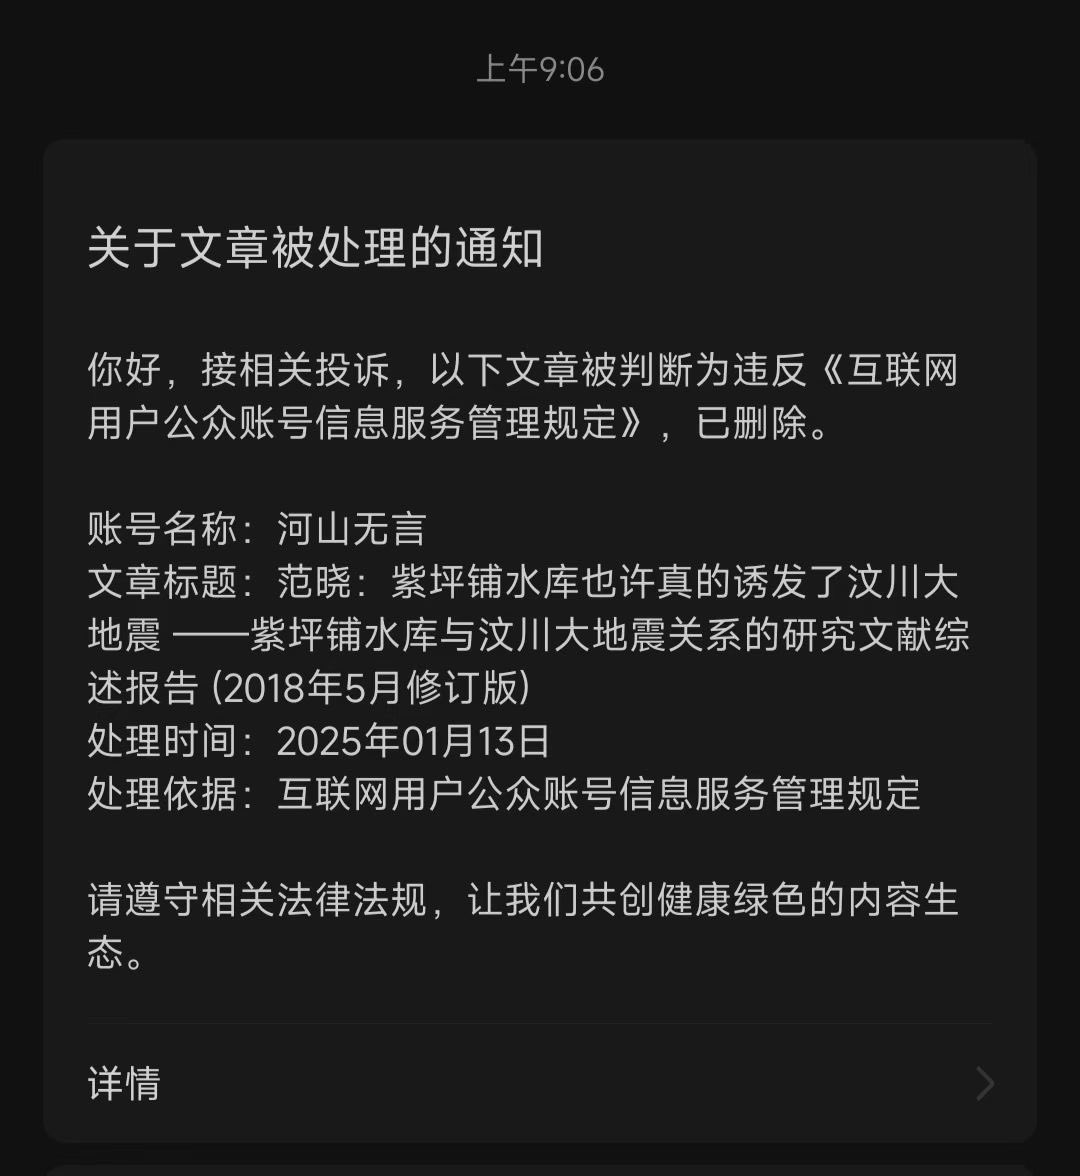 上午9:06
关于文章被处理的通知
你好，接相关投诉，以下文章被判断为违反《互联网
用户公众账号信息服务管理规定》，已删除。
账号名称：河山无言
文章标题：范晓：紫坪铺水库也许真的诱发了汶川大
地震 ——紫坪铺水库与汶川大地震关系的研究文献综
述报告 (2018年5月修订版)
处理时间：2025年01月13日
处理依据：互联网用户公众账号信息服务管理规定
请遵守相关法律法规，让我们共创健康绿色的内容生
态。
详情